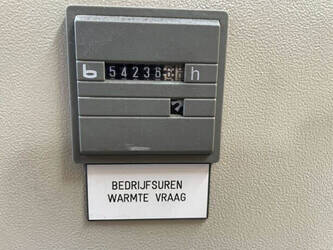 b 54236 h
BEDRIJFSUREN
WARMTE VRAAG